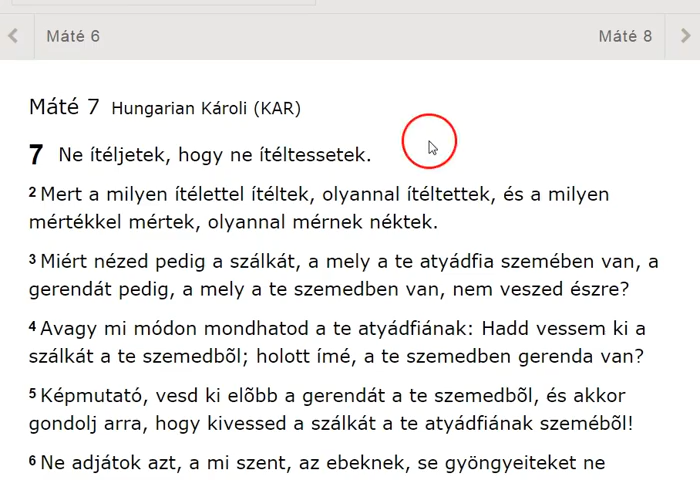 Máté 6
Máté 8
Máté 7 Hungarian Károli (KAR)
7 Ne ítéljetek, hogy ne ítéltessetek.
2 Mert a milyen ítélettel ítéltek, olyannal ítéltettek, és a milyen
mértékkel mértek, olyannal mérnek néktek.
3 Miért nézed pedig a szálkát, a mely a te atyádfia szemében van, a
gerendát pedig, a mely a te szemedben van, nem veszed észre?
4 Avagy mi módon mondhatod a te atyádfiának: Hadd vessem ki a
szálkát a te szemedbõl; holott ímé, a te szemedben gerenda van?
5 Képmutató, vesd ki elõbb a gerendát a te szemedbõl, és akkor
gondolj arra, hogy kivessed a szálkát a te atyádfiának szemébõl!
6 Ne adjátok azt, a mi szent, az ebeknek, se gyöngyeiteket ne